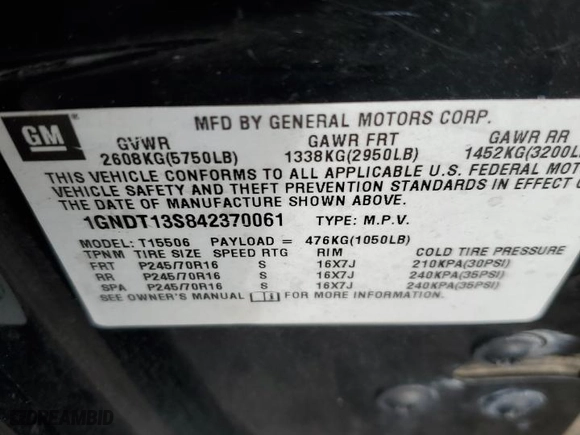 GM
MFD BY GENERAL MOTORS CORP.
GVWR GAWR FRT GAWR RR
2608KG(5750LB) 1338KG(2950LB) 1452KG(3200L
THIS VEHICLE CONFORMS TO ALL APPLICABLE U.S. FEDERAL MOT
VEHICLE SAFETY AND THEFT PREVENTION STANDARDS IN EFFECT O
THE DATE OF MANUFACTURE SHOWN ABOVE.
1GNDT13S842370061 TYPE: M.P.V.
MODEL: T15506 PAYLOAD = 476KG(1050LB)
TPNM TIRE SIZE SPEED RTG RIM COLD TIRE PRESSURE
FRT P245/70R16 S 16X7J 210KPA(30PSI)
RR P245/70R16 S 16X7J 240KPA(35PSI)
SPA P245/70R16 S 16X7J 240KPA(35PSI)
SEE OWNER'S MANUAL FOR MORE INFORMATION.
DREAMBID